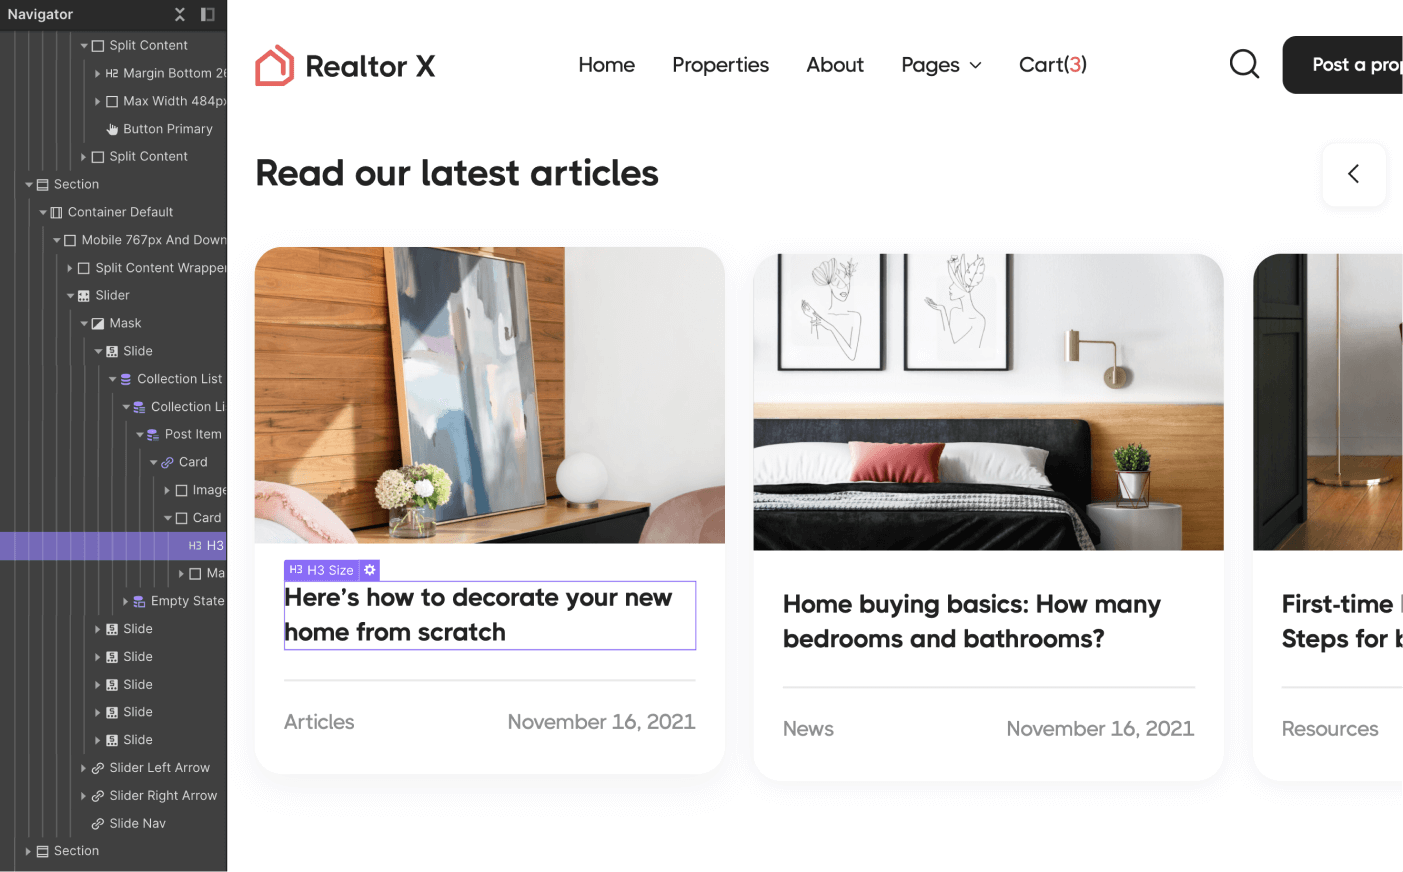 Navigator
Split Content
H2 Margin Bottom 26
Max Width 484px
Button Primary
Split Content
Section
Container Default
Mobile 767px And Down
Split Content Wrapper
Slider
Mask
Slide
Collection List
Collection Li
Post Item
Card
Image
Card
H3 H3
Ma
Empty State
Slide
Slide
Slide
Slide
Slide
Slider Left Arrow
Slider Right Arrow
Slide Nav
Section
Realtor X
Home
Properties
About
Pages
Cart(3)
Post a prop
Read our latest articles
H3 H3 Size
Here’s how to decorate your new
home from scratch
Articles
November 16, 2021
Home buying basics: How many
bedrooms and bathrooms?
News
November 16, 2021
First-time
Steps for b
Resources